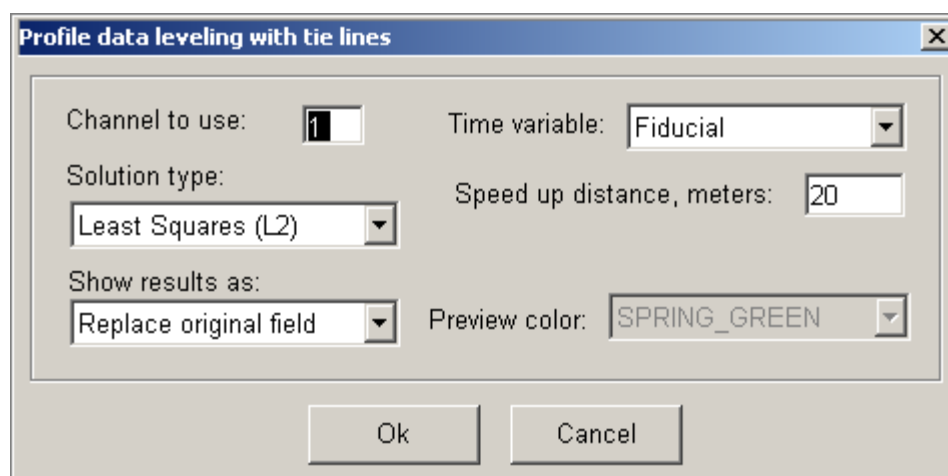 Profile data leveling with tie lines
Channel to use: 1
Time variable: Fiducial
Solution type:
Speed up distance, meters: 20
Least Squares (L2)
Show results as:
Replace original field
Preview color: SPRING_GREEN
Ok
Cancel